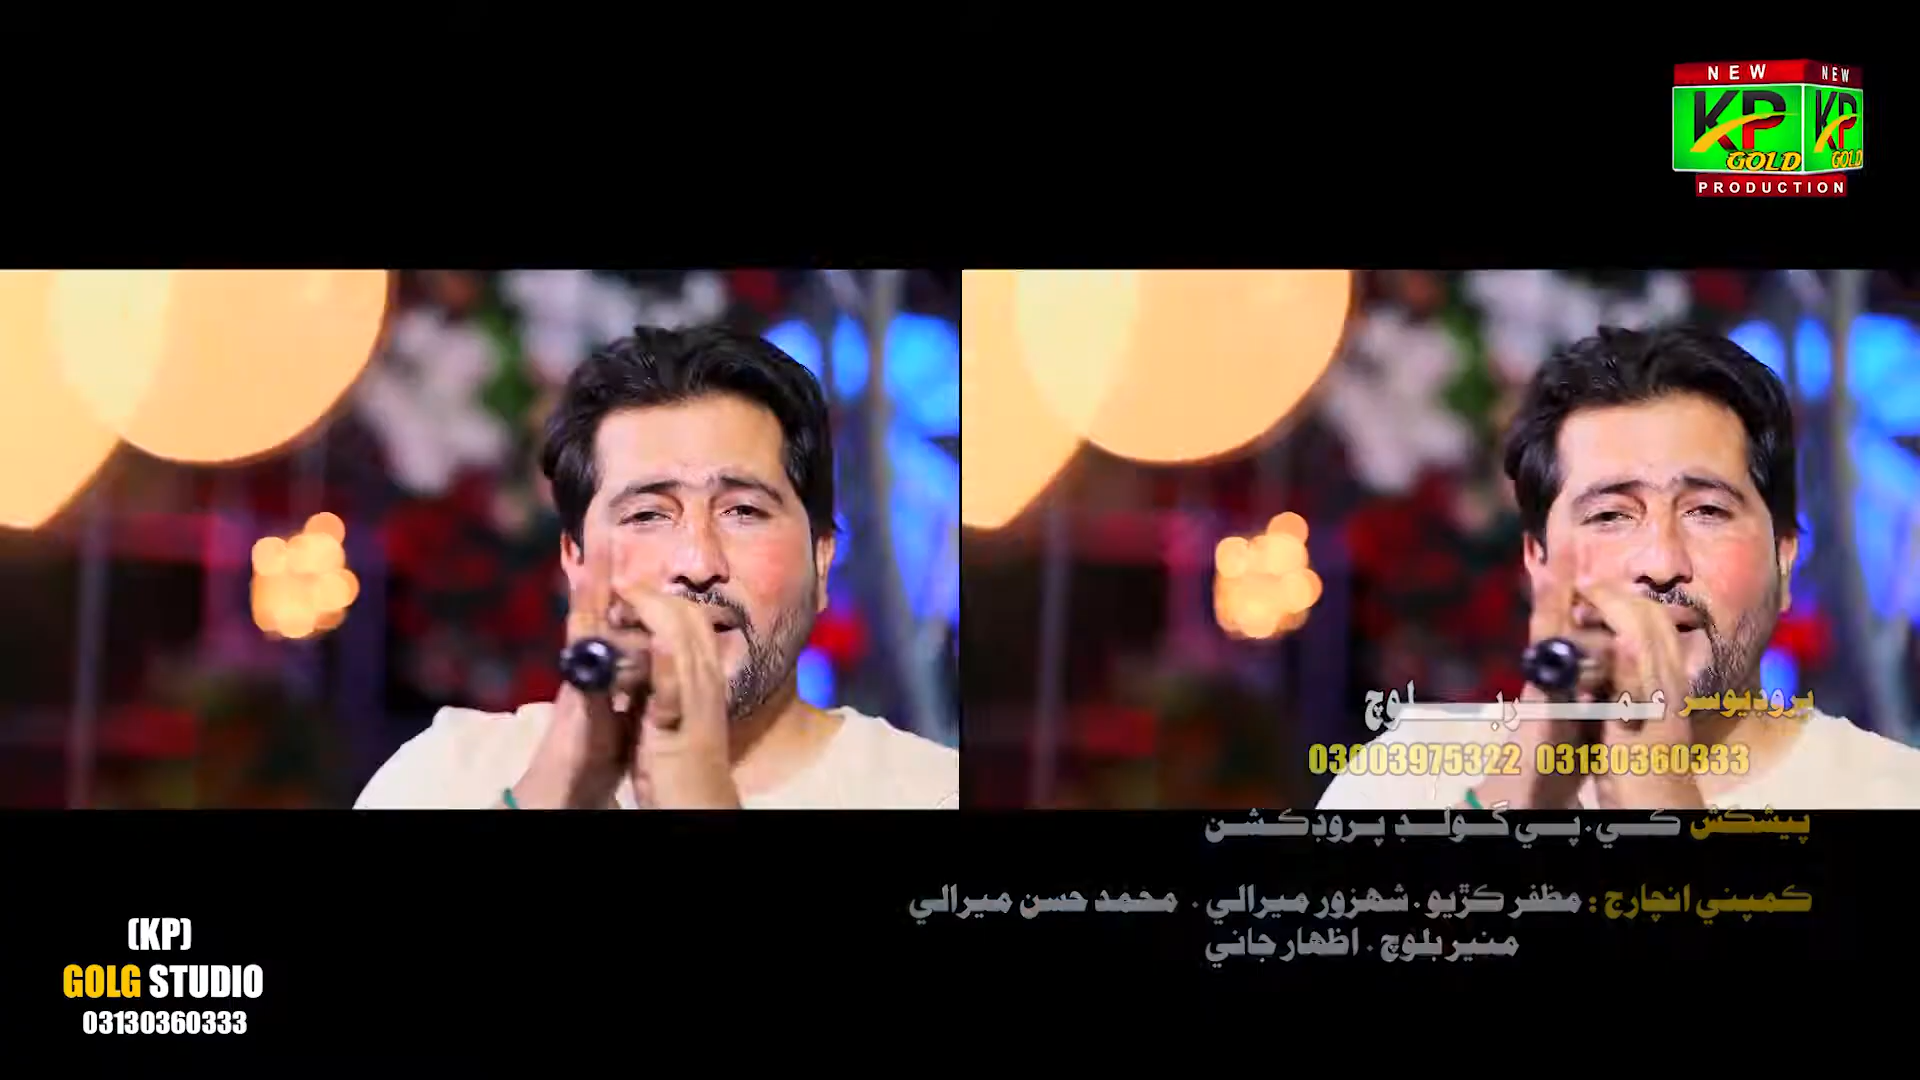 NEW NEW
KP KP
GOLD GOLD
PRODUCTION
پروڊيوسر عمر بلوچ
03003975322 03130360333
پيشڪش ڪي.پي گولڊ پروڊڪشن
ڪمپني انچارج : مظفر ڪڙيو . شهزور ميرالي . محمد حسن ميرالي
منير بلوچ . اظهار جاني
(KP)
GOLG STUDIO
03130360333